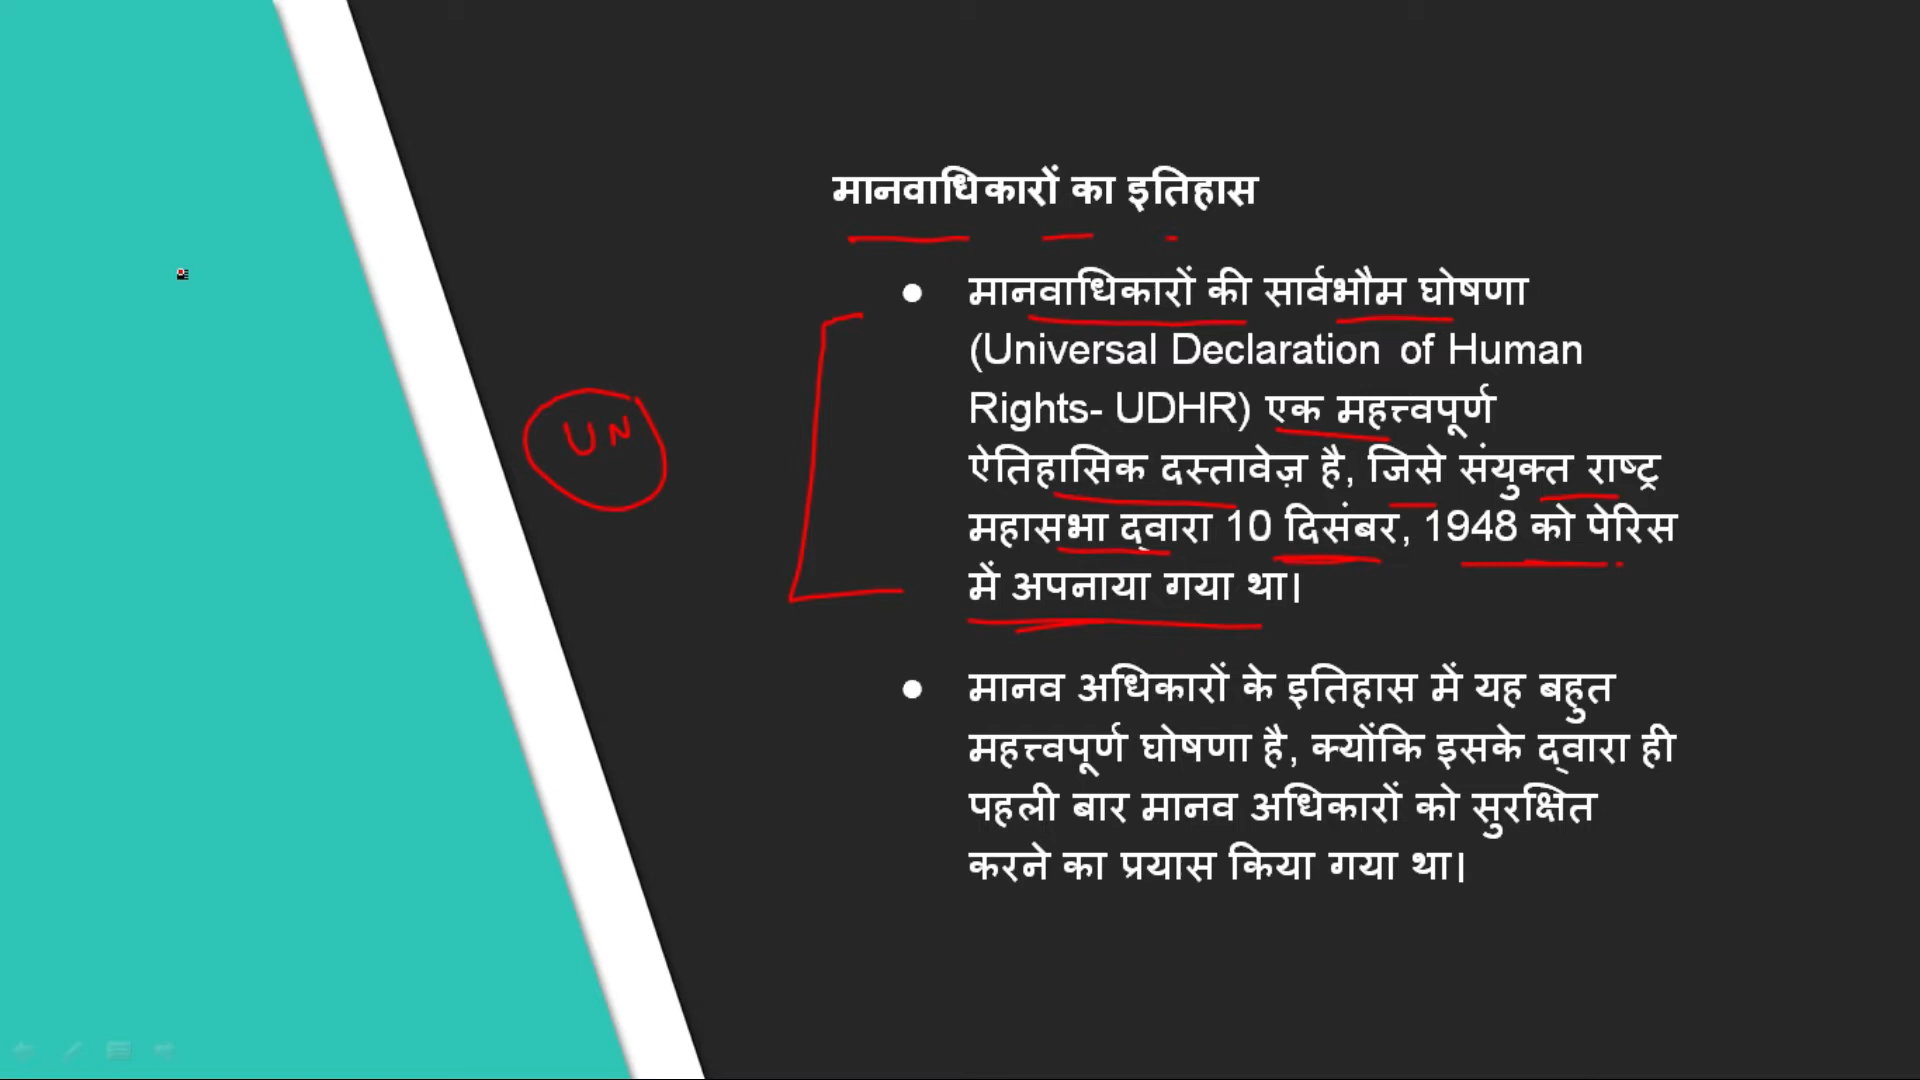 मानवाधिकारों का इतिहास
मानवाधिकारों की सार्वभौम घोषणा
(Universal Declaration of Human
Rights- UDHR) एक महत्त्वपूर्ण
ऐतिहासिक दस्तावेज़ है, जिसे संयुक्त राष्ट्र
महासभा द्वारा 10 दिसंबर, 1948 को पेरिस
में अपनाया गया था।
UN
मानव अधिकारों के इतिहास में यह बहुत
महत्त्वपूर्ण घोषणा है, क्योंकि इसके द्वारा ही
पहली बार मानव अधिकारों को सुरक्षित
करने का प्रयास किया गया था।